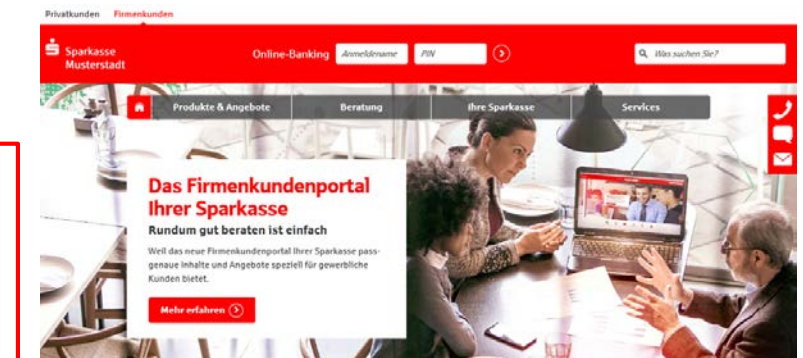 Privatkunden Firmenkunden
Sparkasse
Musterstadt
Online-Banking Anmeldename PIN
Was suchen Sie?
Produkte & Angebote Beratung Ihre Sparkasse Services
Das Firmenkundenportal
Ihrer Sparkasse
Rundum gut beraten ist einfach
Weil das neue Firmenkundenportal Ihrer Sparkasse pass-
genaue Inhalte und Angebote speziell für gewerbliche
Kunden bietet.
Mehr erfahren